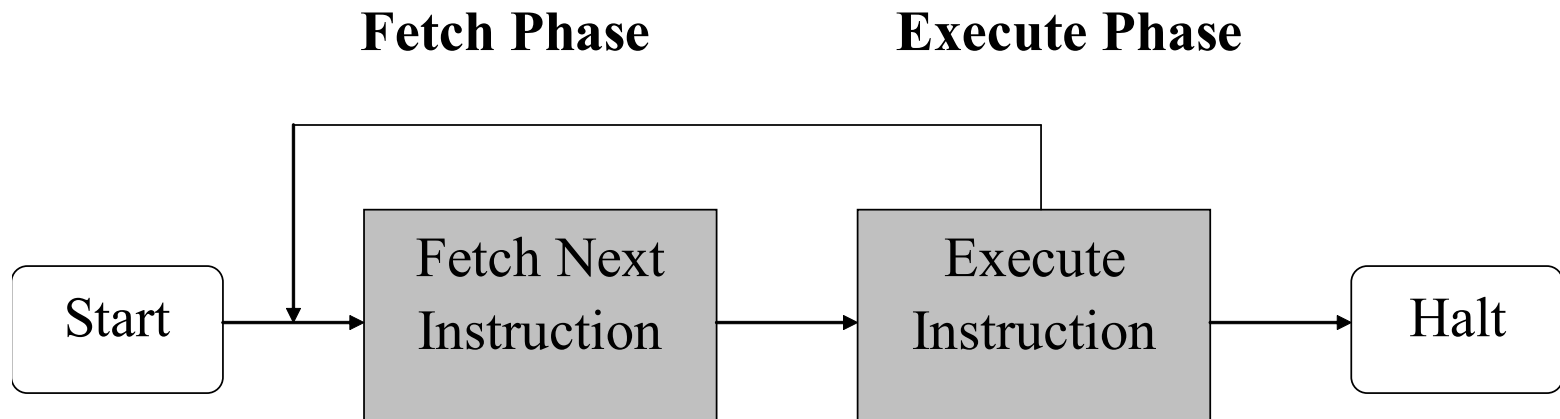 Fetch Phase
Execute Phase
Start
Fetch Next
Instruction
Execute
Instruction
Halt